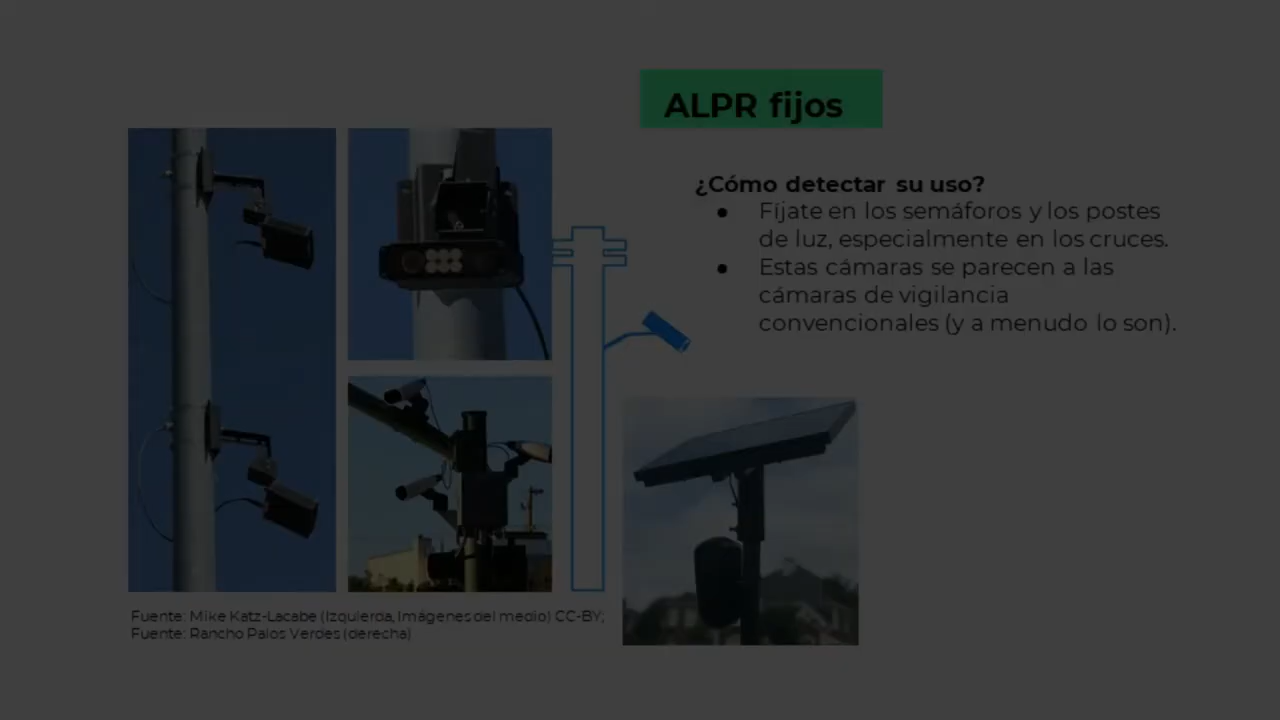 ALPR fijos
¿Cómo detectar su uso?
● Fíjate en los semáforos y los postes
de luz, especialmente en los cruces.
● Estas cámaras se parecen a las
cámaras de vigilancia
convencionales (y a menudo lo son).
Fuente: Mike Katz-Lacabe (Izquierda, Imágenes del medio) CC-BY;
Fuente: Rancho Palos Verdes (derecha)